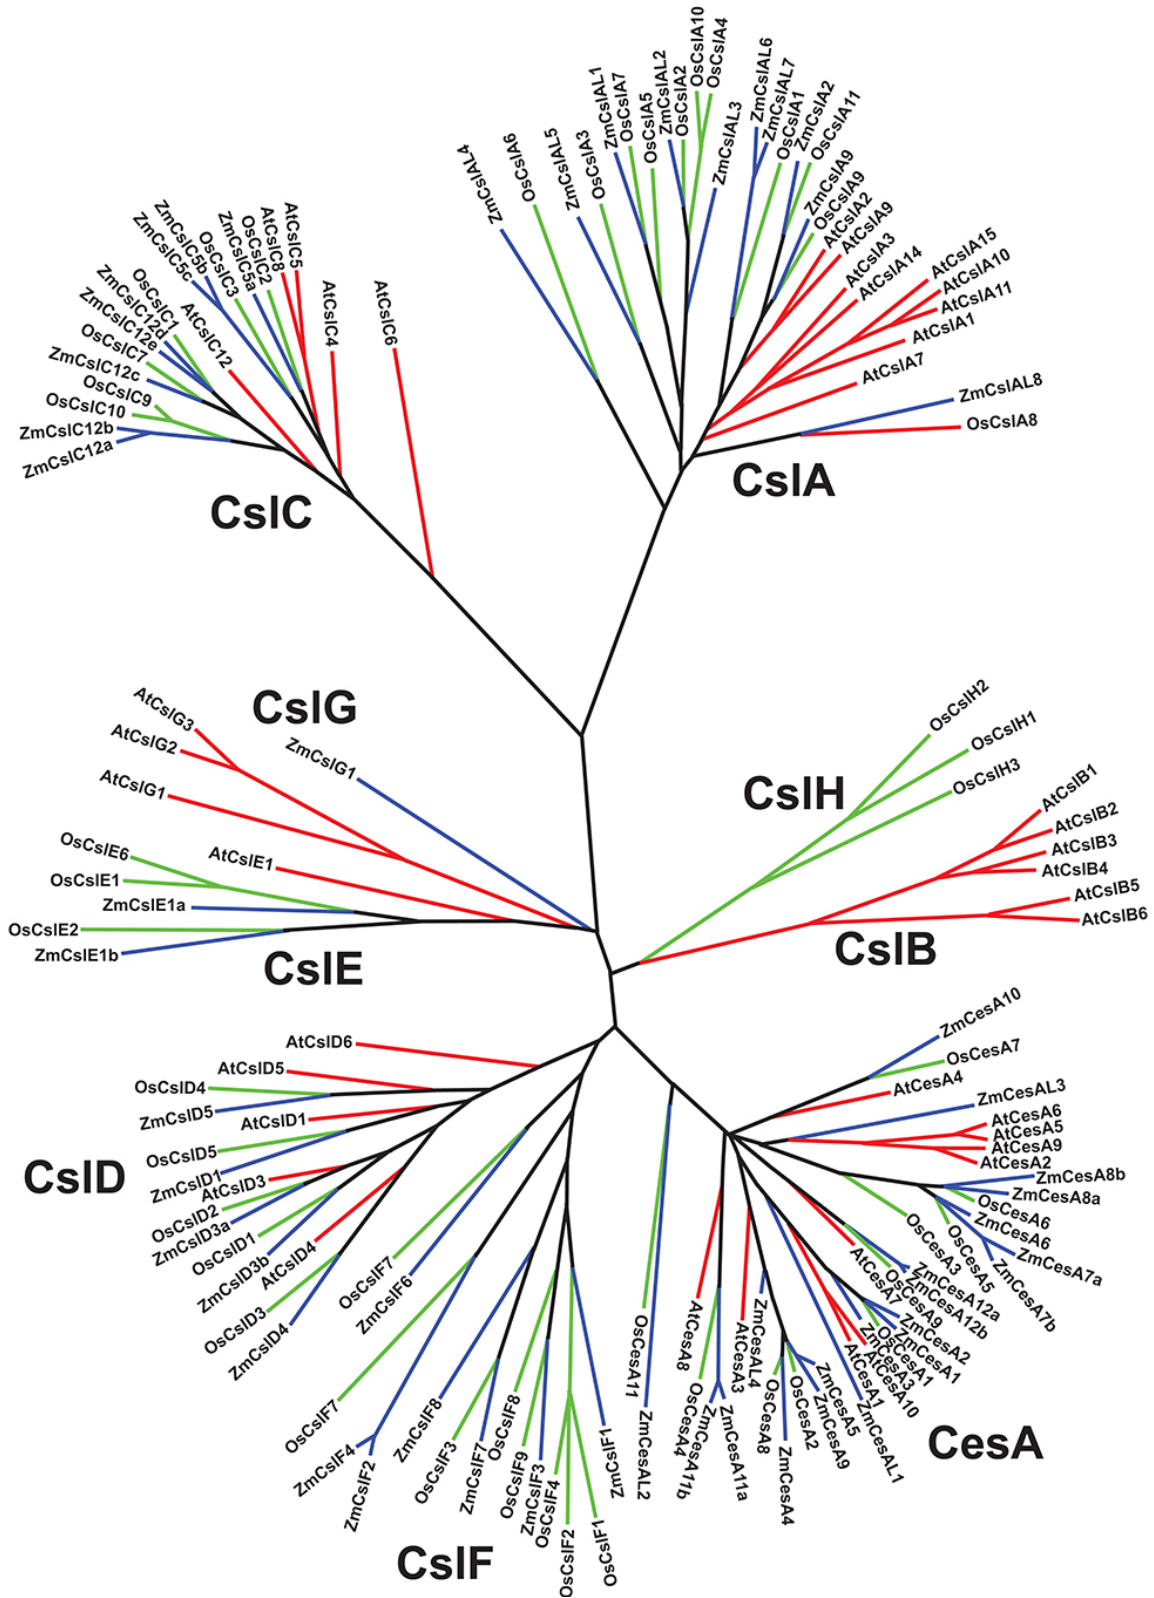 ZmCslAL4
OsCslA6
ZmCslAL5
OsCslA3
ZmCslAL1
OsCslA7
OsCslA5
ZmCslAL2
OsCslA2
OsCslA10
OsCslA4
ZmCslAL3
ZmCslAL6
ZmCslAL7
OsCslA1
ZmCslA2
OsCslA11
ZmCslA9
OsCslA9
AtCslA2
AtCslA9
AtCslA3
AtCslA14
AtCslA15
AtCslA10
AtCslA11
AtCslA1
AtCslA7
ZmCslAL8
OsCslA8
CslA
AtCslC6
AtCslC4
AtCslC5
AtCslC8
OsCslC2
ZmCslC5a
OsCslC3
ZmCslC5b
ZmCslC5c
AtCslC12
OsCslC1
ZmCslC12d
ZmCslC12e
OsCslC7
ZmCslC12c
OsCslC9
OsCslC10
ZmCslC12b
ZmCslC12a
CslC
CslG
AtCslG3
AtCslG2
AtCslG1
ZmCslG1
AtCslE1
OsCslE6
OsCslE1
ZmCslE1a
OsCslE2
ZmCslE1b
CslE
CslH
OsCslH2
OsCslH1
OsCslH3
AtCslB1
AtCslB2
AtCslB3
AtCslB4
AtCslB5
AtCslB6
CslB
AtCslD6
AtCslD5
OsCslD4
ZmCslD5
AtCslD1
OsCslD5
ZmCslD1
AtCslD3
OsCslD2
ZmCslD3a
OsCslD1
ZmCslD3b
AtCslD4
OsCslD3
ZmCslD4
CslD
OsCslF7
ZmCslF6
OsCslF7
ZmCslF4
ZmCslF2
ZmCslF8
OsCslF3
ZmCslF7
OsCslF8
OsCslF9
ZmCslF3
OsCslF4
OsCslF2
OsCslF1
ZmCslF1
CslF
ZmCesA10
OsCesA7
AtCesA4
ZmCesAL3
AtCesA6
AtCesA5
AtCesA9
AtCesA2
ZmCesA8b
ZmCesA8a
OsCesA6
ZmCesA6
ZmCesA7a
ZmCesA7b
OsCesA5
OsCesA3
ZmCesA12a
ZmCesA12b
OsCesA9
AtCesA7
ZmCesA2
ZmCesA1
OsCesA1
ZmCesA3
AtCesA10
AtCesA1
ZmCesAL1
ZmCesA5
ZmCesA9
OsCesA2
ZmCesA4
OsCesA8
ZmCesAL4
AtCesA3
ZmCesA11a
ZmCesA11b
OsCesA4
AtCesA8
ZmCesAL2
OsCesA11
CesA